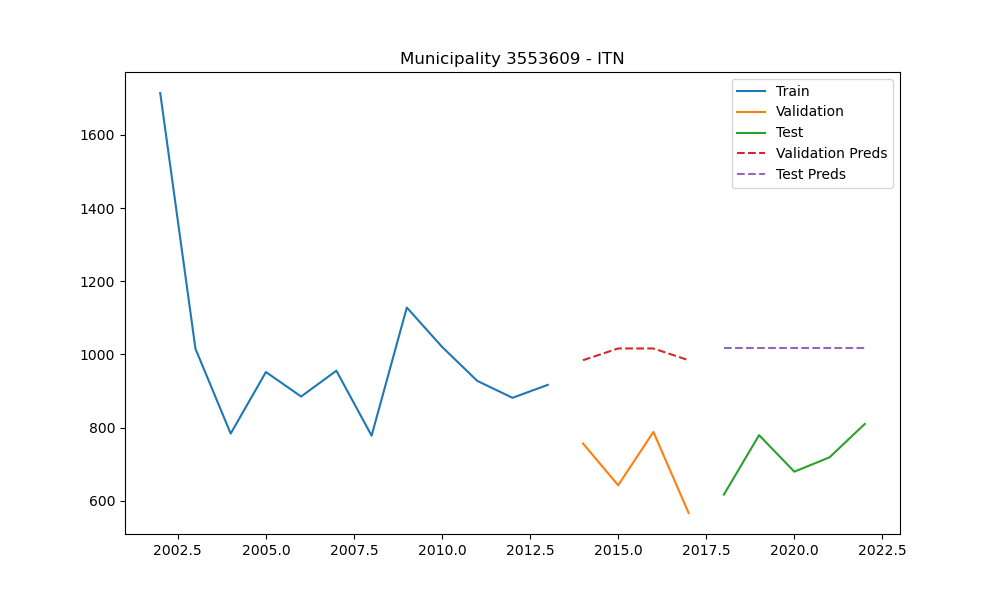 Municipality 3553609 - ITN
Train
Validation
Test
Validation Preds
Test Preds
1600
1400
1200
1000
800
600
2002.5 2005.0 2007.5 2010.0 2012.5 2015.0 2017.5 2020.0 2022.5